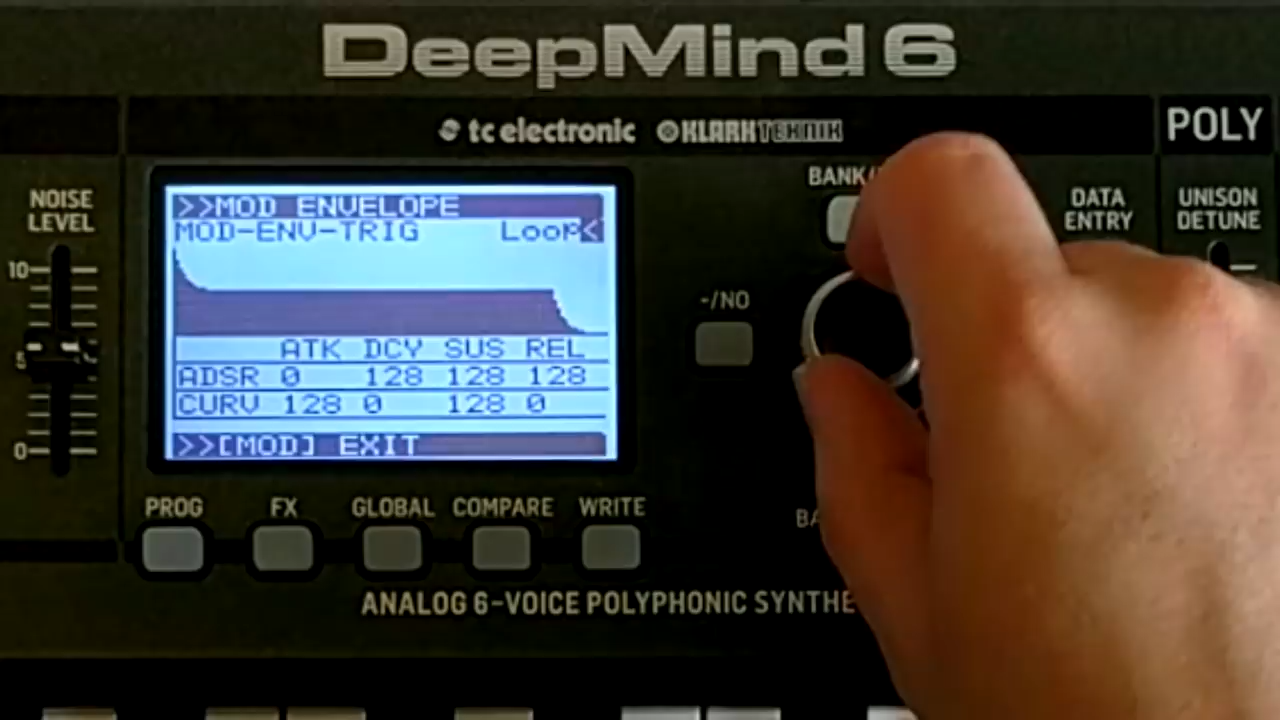 DeepMind 6
tc electronic KLARK TEKNIK
POLY
NOISE
LEVEL
10
5
0
>>MOD ENVELOPE
MOD-ENV-TRIG Loop<
ATK DCY SUS REL
ADSR 0 128 128 128
CURV 128 0 128 0
>>[MOD] EXIT
BANK/
-/NO
DATA
ENTRY
UNISON
DETUNE
PROG FX GLOBAL COMPARE WRITE
ANALOG 6-VOICE POLYPHONIC